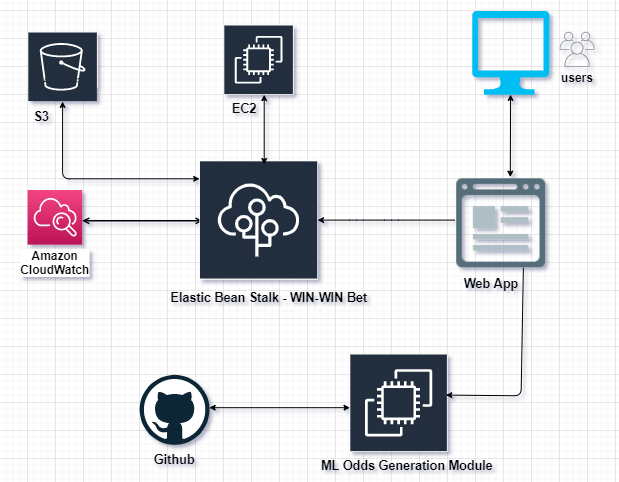 users
S3
EC2
Amazon
CloudWatch
Web App
Elastic Bean Stalk - WIN-WIN Bet
Github
ML Odds Generation Module